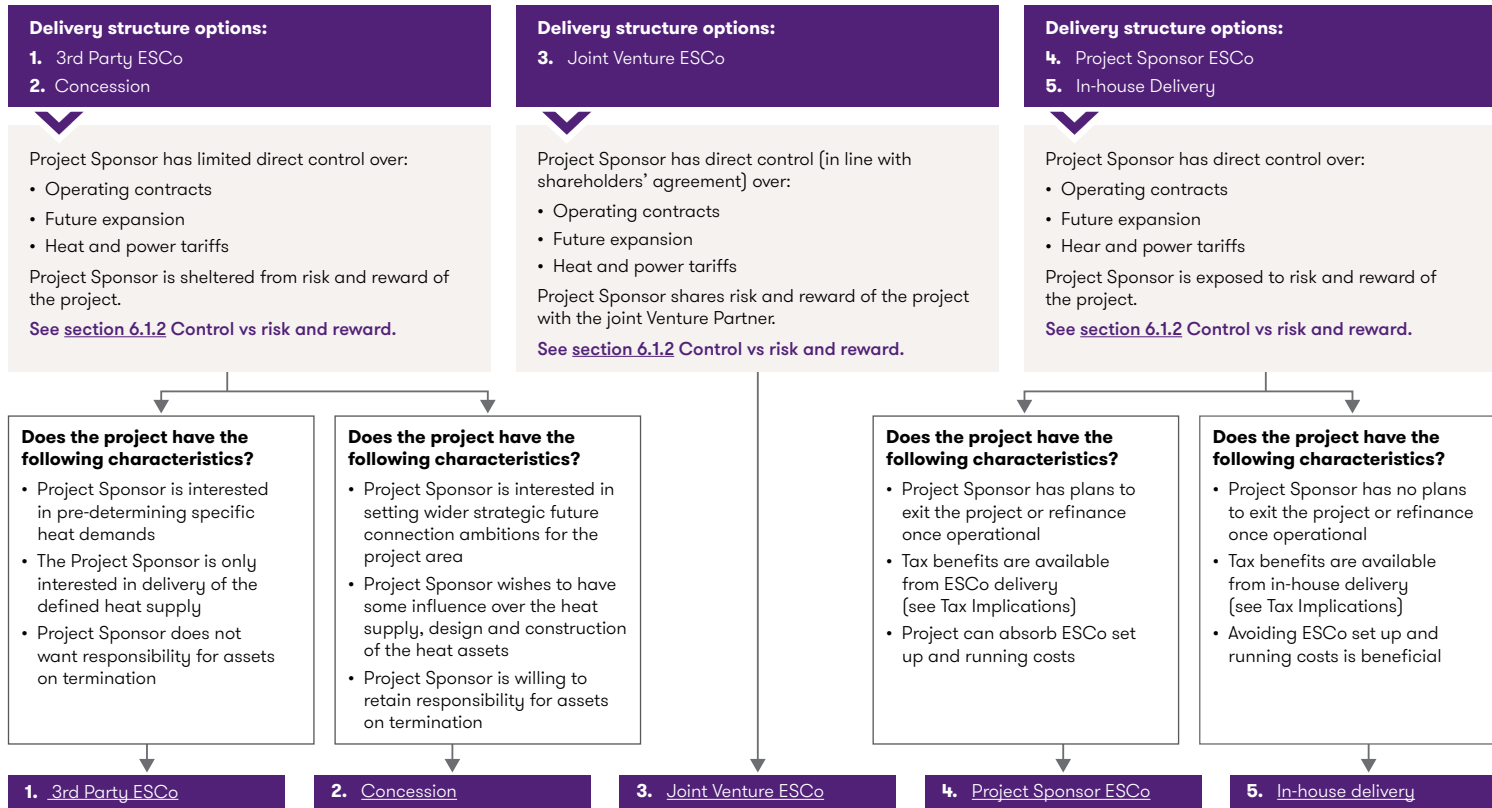 Delivery structure options:
1. 3rd Party ESCo
2. Concession
Project Sponsor has limited direct control over:
• Operating contracts
• Future expansion
• Heat and power tariffs
Project Sponsor is sheltered from risk and reward of
the project.
See section 6.1.2 Control vs risk and reward.
Delivery structure options:
3. Joint Venture ESCo
Project Sponsor has direct control (in line with
shareholders' agreement) over:
• Operating contracts
• Future expansion
• Heat and power tariffs
Project Sponsor shares risk and reward of the project
with the joint Venture Partner.
See section 6.1.2 Control vs risk and reward.
Delivery structure options:
4. Project Sponsor ESCo
5. In-house Delivery
Project Sponsor has direct control over:
• Operating contracts
• Future expansion
• Hear and power tariffs
Project Sponsor is exposed to risk and reward of
the project.
See section 6.1.2 Control vs risk and reward.
Does the project have the
following characteristics?
• Project Sponsor is interested
in pre-determining specific
heat demands
• The Project Sponsor is only
interested in delivery of the
defined heat supply
• Project Sponsor does not
want responsibility for assets
on termination
Does the project have the
following characteristics?
• Project Sponsor is interested in
setting wider strategic future
connection ambitions for the
project area
• Project Sponsor wishes to have
some influence over the heat
supply, design and construction
of the heat assets
• Project Sponsor is willing to
retain responsibility for assets
on termination
Does the project have the
following characteristics?
• Project Sponsor has plans to
exit the project or refinance
once operational
• Tax benefits are available
from ESCo delivery
(see Tax Implications)
• Project can absorb ESCo set
up and running costs
Does the project have the
following characteristics?
• Project Sponsor has no plans
to exit the project or refinance
once operational
• Tax benefits are available
from in-house delivery
(see Tax Implications)
• Avoiding ESCo set up and
running costs is beneficial
1. 3rd Party ESCo
2. Concession
3. Joint Venture ESCo
4. Project Sponsor ESCo
5. In-house delivery